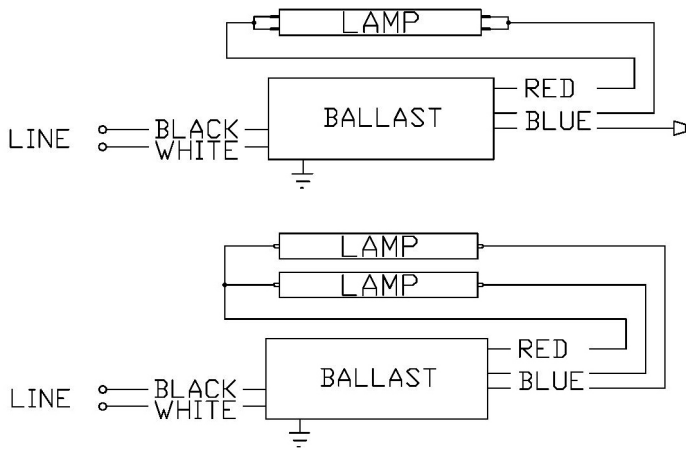 LAMP
RED
BALLAST
BLUE
LINE
BLACK
WHITE
LAMP
LAMP
RED
BALLAST
BLUE
LINE
BLACK
WHITE